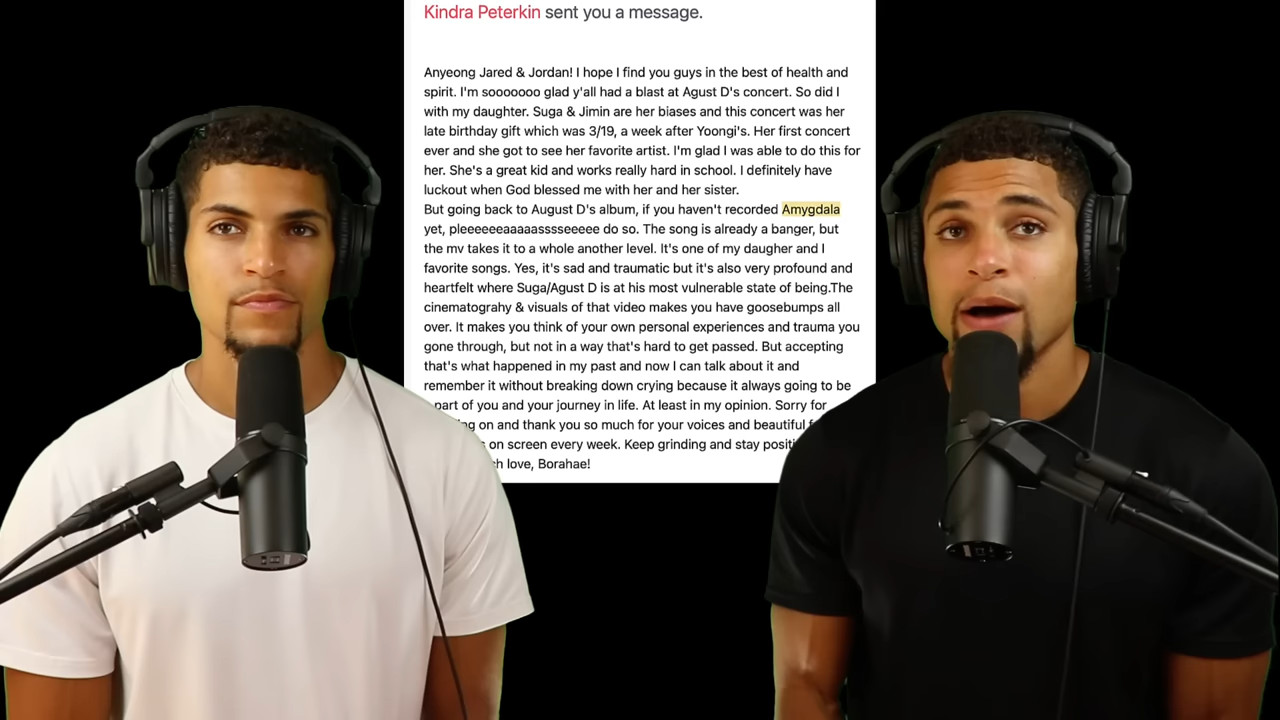 Kindra Peterkin sent you a message.
Anyeong Jared & Jordan! I hope I find you guys in the best of health and
spirit. I'm sooooooo glad y'all had a blast at Agust D's concert. So did I
with my daughter. Suga & Jimin are her biases and this concert was her
late birthday gift which was 3/19, a week after Yoongi's. Her first concert
ever and she got to see her favorite artist. I'm glad I was able to do this for
her. She's a great kid and works really hard in school. I definitely have
luckout when God blessed me with her and her sister.
But going back to August D's album, if you haven't recorded Amygdala
yet, pleeeeeeaaaaassssseeeee do so. The song is already a banger, but
the mv takes it to a whole another level. It's one of my daugher and I
favorite songs. Yes, it's sad and traumatic but it's also very profound and
heartfelt where Suga/Agust D is at his most vulnerable state of being.The
cinematograhy & visuals of that video makes you have goosebumps all
over. It makes you think of your own personal experiences and trauma you
gone through, but not in a way that's hard to get passed. But accepting
that's what happened in my past and now I can talk about it and
remember it without breaking down crying because it always going to be
part of you and your journey in life. At least in my opinion. Sorry for
on and thank you so much for your voices and beautiful
on screen every week. Keep grinding and stay
love, Borahae!